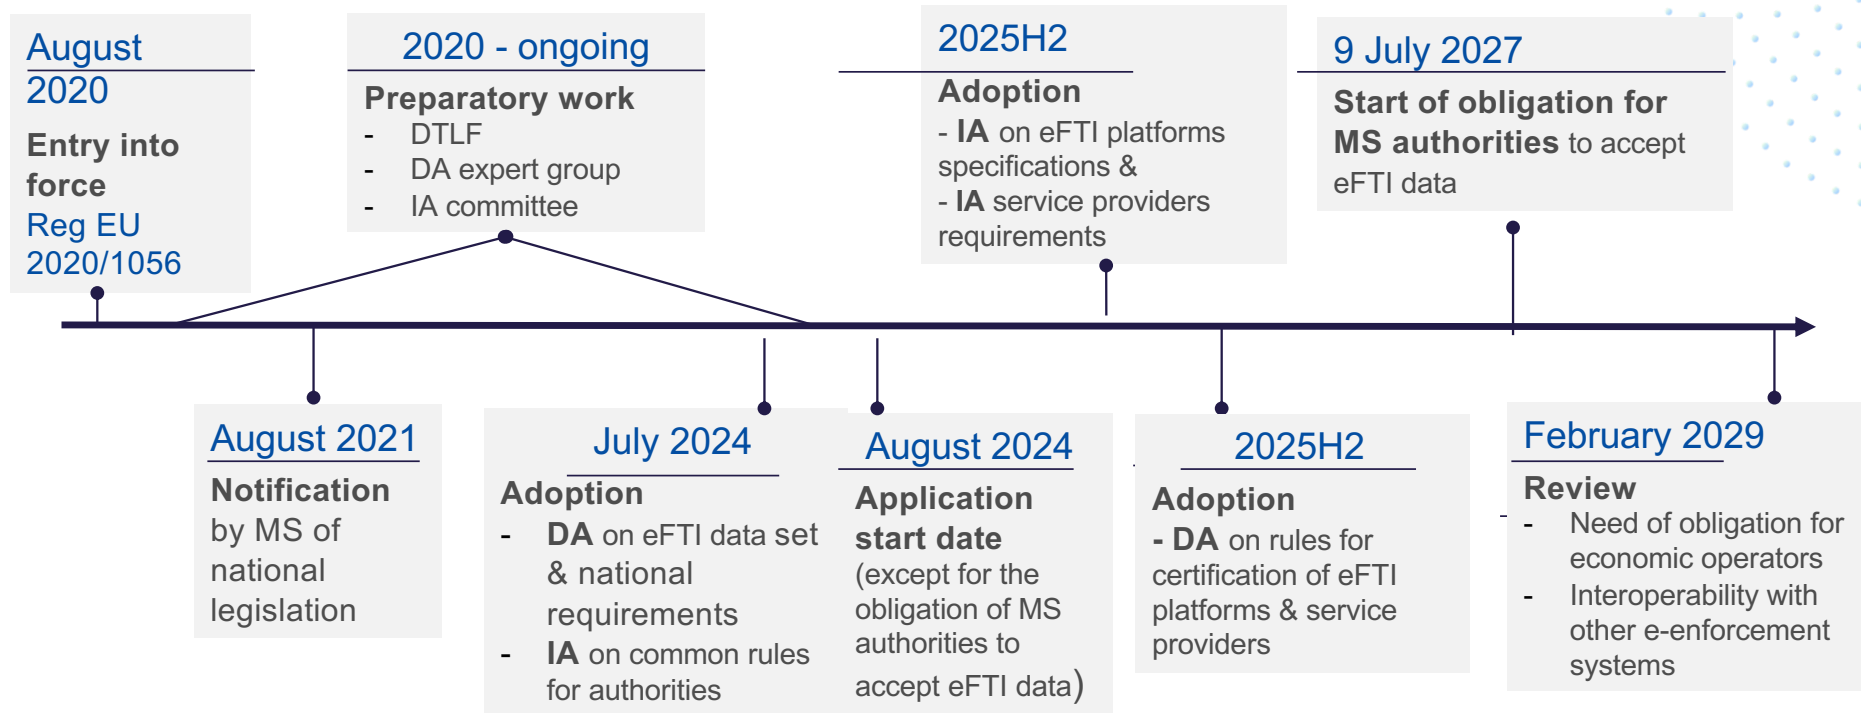 August
2020
Entry into
force
Reg EU
2020/1056
2020 - ongoing
Preparatory work
- DTLF
- DA expert group
- IA committee
2025H2
Adoption
- IA on eFTI platforms
specifications &
- IA service providers
requirements
9 July 2027
Start of obligation for
MS authorities to accept
eFTI data
August 2021
Notification
by MS of
national
legislation
July 2024
Adoption
- DA on eFTI data set
& national
requirements
- IA on common rules
for authorities
August 2024
Application
start date
(except for the
obligation of MS
authorities to
accept eFTI data)
2025H2
Adoption
- DA on rules for
certification of eFTI
platforms & service
providers
February 2029
Review
- Need of obligation for
economic operators
- Interoperability with
other e-enforcement
systems